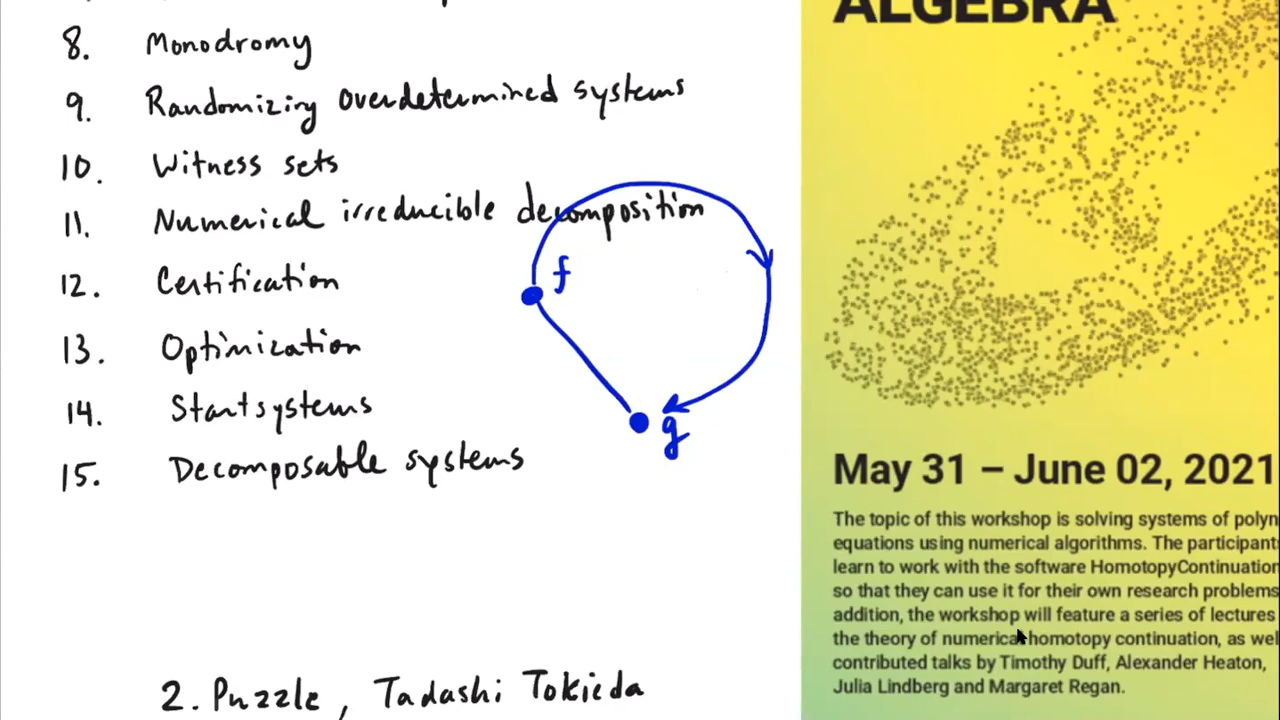 8. Monodromy
9. Randomizing overdetermined systems
10. Witness sets
11. Numerical irreducible decomposition
12. Certification
13. Optimization
14. Start systems
15. Decomposable systems
f
g
2. Puzzle, Tadashi Tokieda
ALGEBRA
May 31 – June 02, 2021
The topic of this workshop is solving systems of polyn
equations using numerical algorithms. The participant
learn to work with the software HomotopyContinuation
so that they can use it for their own research problems
addition, the workshop will feature a series of lectures
the theory of numerical homotopy continuation, as wel
contributed talks by Timothy Duff, Alexander Heaton,
Julia Lindberg and Margaret Regan.